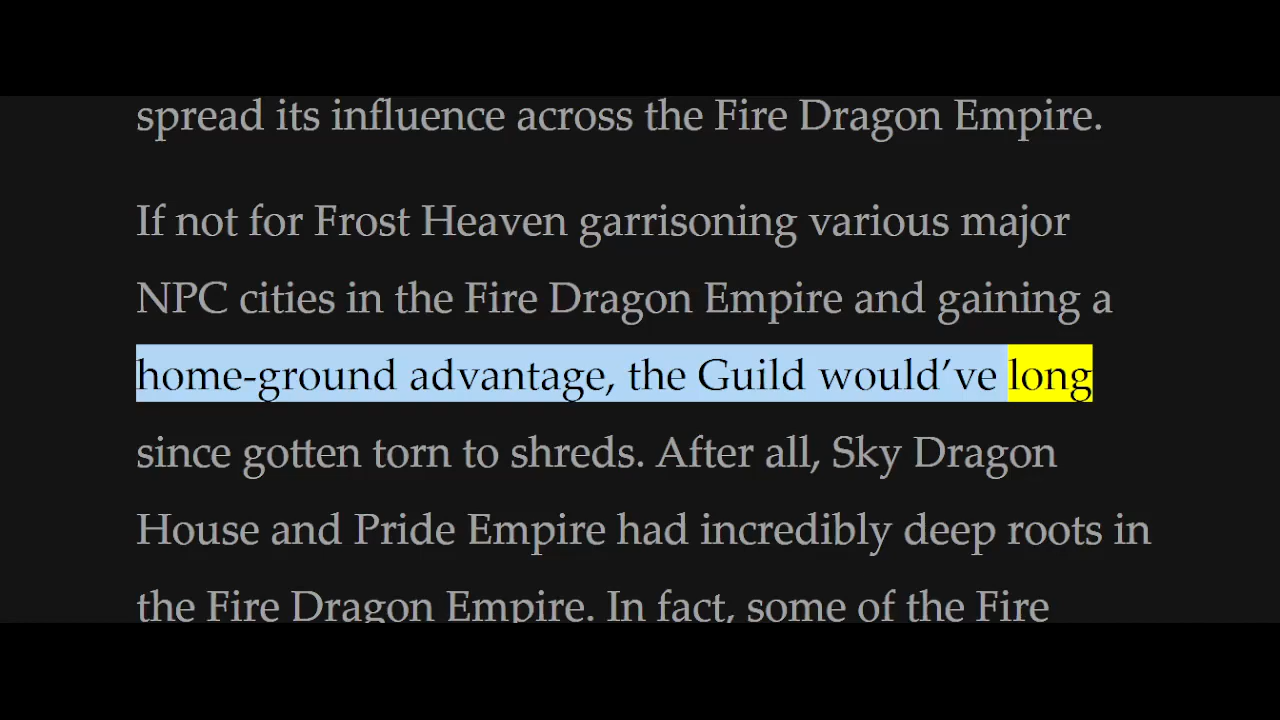 spread its influence across the Fire Dragon Empire.
If not for Frost Heaven garrisoning various major
NPC cities in the Fire Dragon Empire and gaining a
home-ground advantage, the Guild would’ve long
since gotten torn to shreds. After all, Sky Dragon
House and Pride Empire had incredibly deep roots in
the Fire Dragon Empire. In fact, some of the Fire